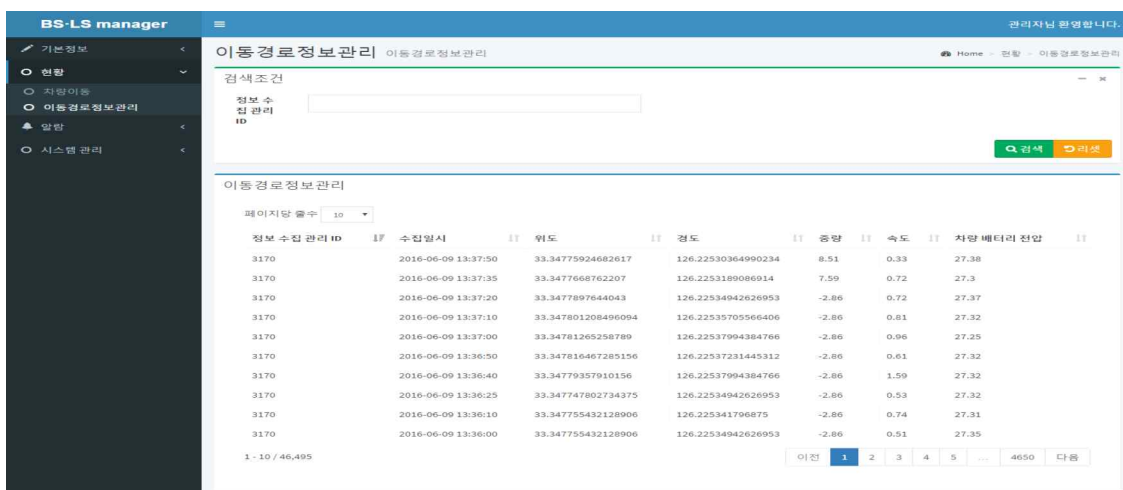 BS-LS manager
관리자님 환영합니다.
기본정보
현황
차량이동
이동경로정보관리
알람
시스템 관리
이동경로정보관리 이동경로정보관리
Home > 현황 > 이동경로정보관리
검색조건
정보 수
집 관리
ID
검색 리셋
이동경로정보관리
페이지당 줄수 10
정보 수집 관리 ID 수집일시 위도 경도 중량 속도 차량 배터리 전압
3170 2016-06-09 13:37:50 33.34775924682617 126.22530364990234 8.51 0.33 27.38
3170 2016-06-09 13:37:35 33.3477668762207 126.2253189086914 7.59 0.72 27.3
3170 2016-06-09 13:37:20 33.3477897644043 126.22534942626953 -2.86 0.72 27.37
3170 2016-06-09 13:37:10 33.347801208496094 126.22535705566406 -2.86 0.81 27.32
3170 2016-06-09 13:37:00 33.34781265258789 126.22537994384766 -2.86 0.96 27.25
3170 2016-06-09 13:36:50 33.347816467285156 126.22537231445312 -2.86 0.61 27.32
3170 2016-06-09 13:36:40 33.34779357910156 126.22537994384766 -2.86 1.59 27.32
3170 2016-06-09 13:36:25 33.347747802734375 126.22534942626953 -2.86 0.53 27.32
3170 2016-06-09 13:36:10 33.347755432128906 126.225341796875 -2.86 0.74 27.31
3170 2016-06-09 13:36:00 33.347755432128906 126.22534942626953 -2.86 0.51 27.35
1 - 10 / 46,495
이전 1 2 3 4 5 ... 4650 다음